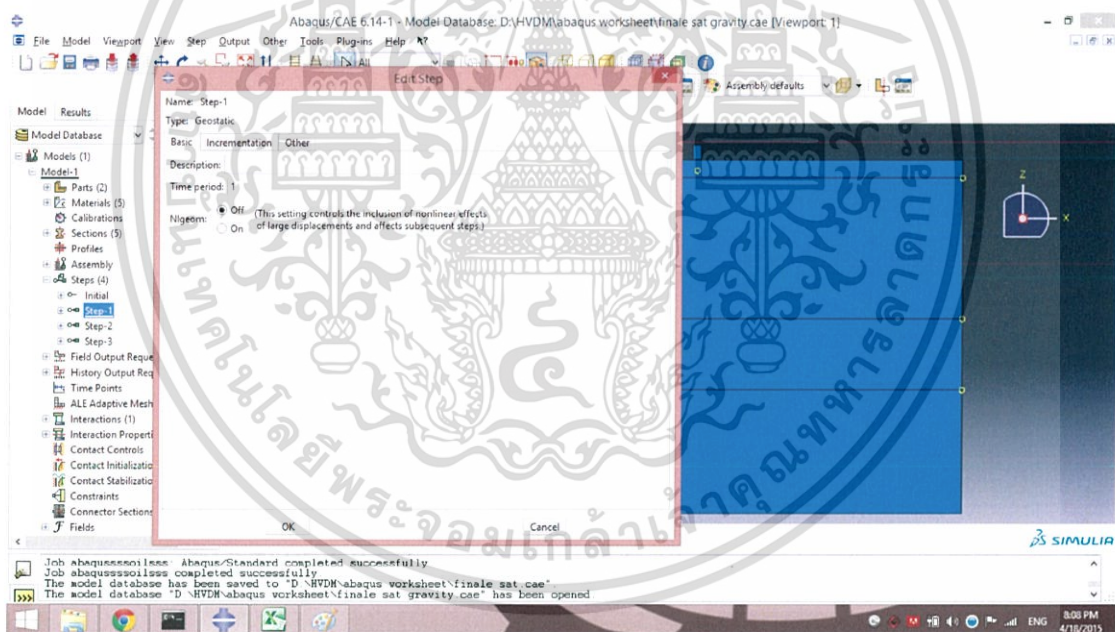 Abaqus/CAE 6.14-1 - Model Database: D:\HVDM\abaqus worksheet\finale sat gravity.cae [Viewport: 1]
File Model Viewport View Step Output Other Tools Plug-ins Help
All
Assembly defaults
Model Results
Model Database
Models (1)
Model-1
Parts (2)
Materials (5)
Calibrations
Sections (5)
Profiles
Assembly
Steps (4)
Initial
Step-1
Step-2
Step-3
Field Output Reque
History Output Req
Time Points
ALE Adaptive Mesh
Interactions (1)
Interaction Properti
Contact Controls
Contact Initializatio
Contact Stabilizatio
Constraints
Connector Sections
Fields
Edit Step
Name: Step-1
Type: Geostatic
Basic Incrementation Other
Description:
Time period: 1
Nlgeom:
Off
On
(This setting controls the inclusion of nonlinear effects
of large displacements and affects subsequent steps.)
OK Cancel
Z
X
SIMULIA
Job abaqussssoilsss: Abaqus/Standard completed successfully
Job abaqussssoilsss completed successfully
The model database has been saved to "D:\HVDM\abaqus worksheet\finale sat.cae".
The model database "D:\HVDM\abaqus worksheet\finale sat gravity.cae" has been opened.
ENG
8:08 PM
4/18/2015